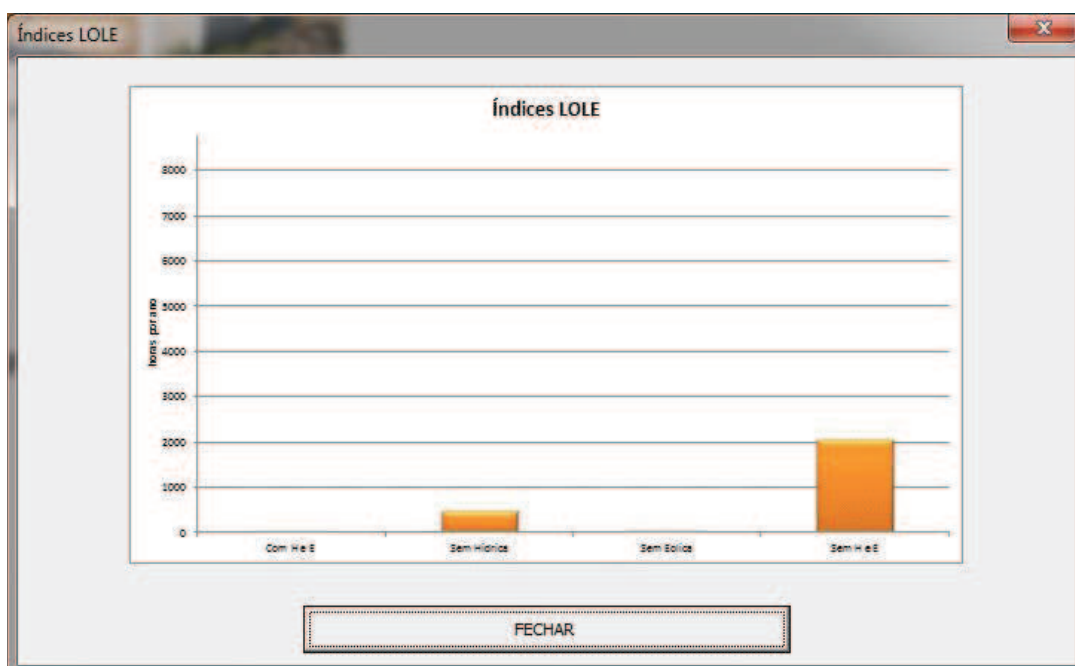 Índices LOLE
Índices LOLE
horas por ano
8000
7000
6000
5000
4000
3000
2000
1000
0
Com H e E
Sem Hídrica
Sem Eolica
Sem H e E
FECHAR